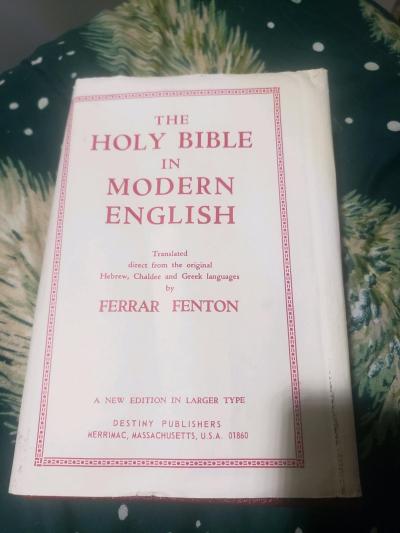 THE
HOLY BIBLE
IN
MODERN
ENGLISH
Translated
direct from the original
Hebrew, Chaldee and Greek languages
by
FERRAR FENTON
A NEW EDITION IN LARGER TYPE
DESTINY PUBLISHERS
MERRIMAC, MASSACHUSETTS, U.S.A. 01860